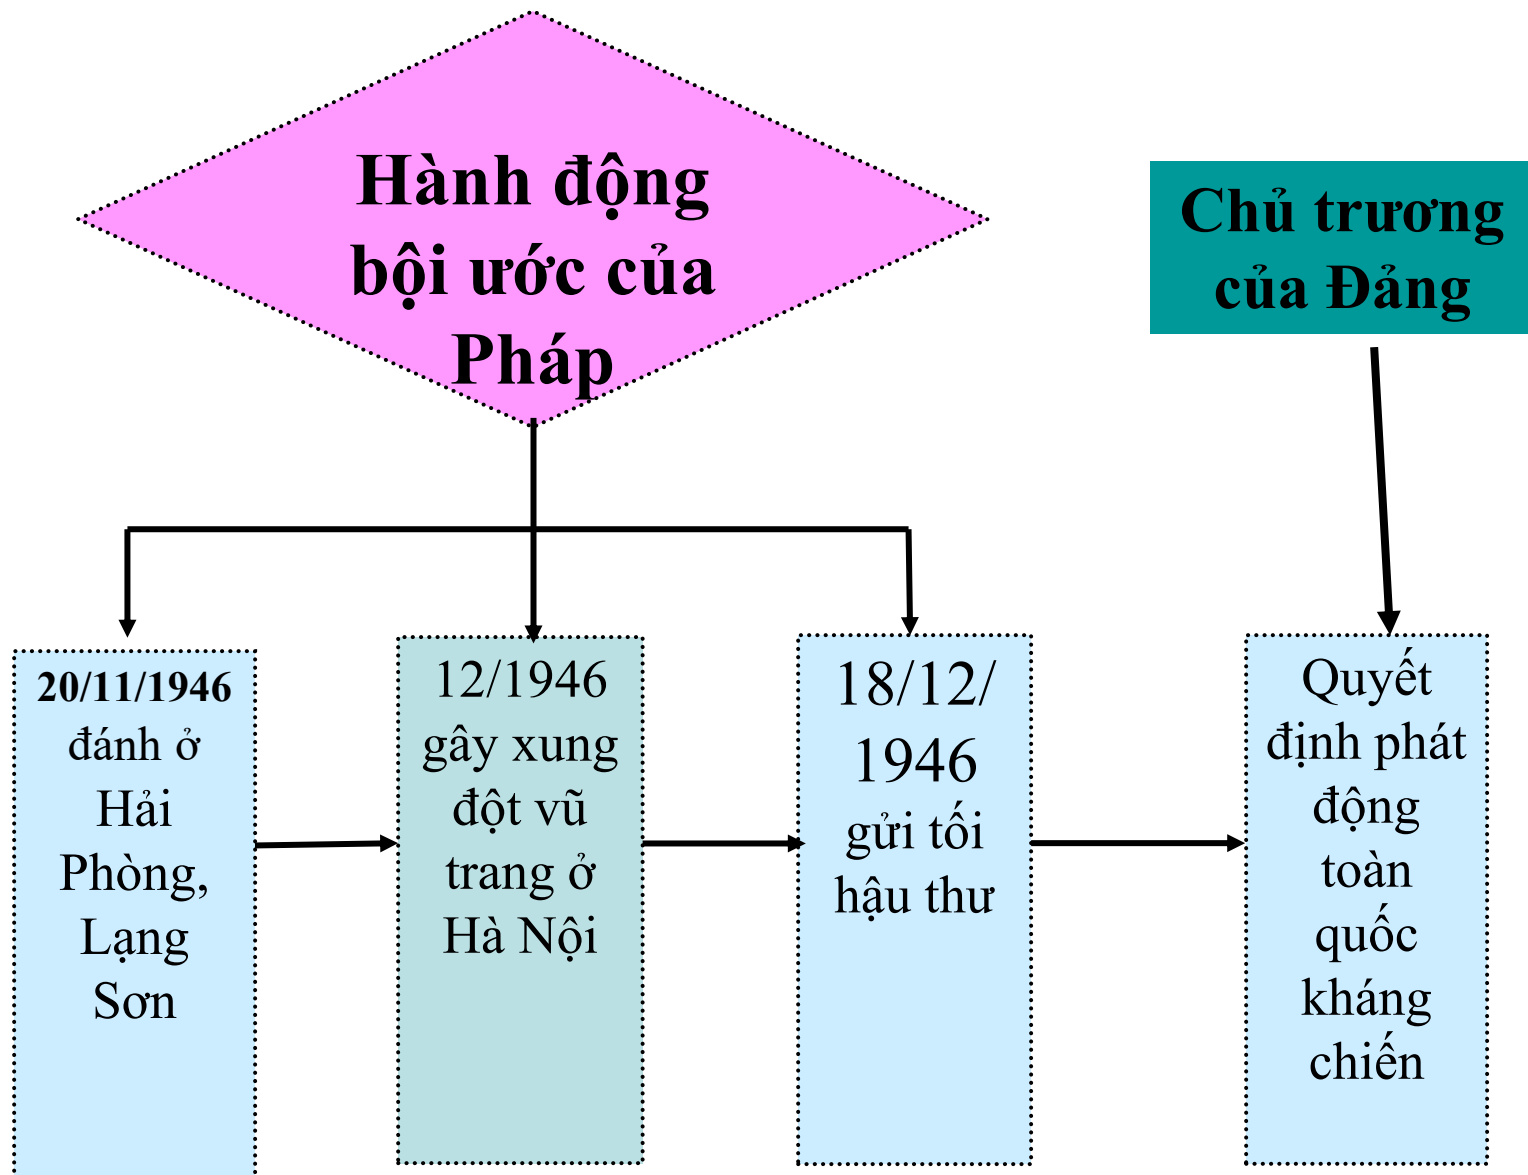 Hành động
bội ước của
Pháp
Chủ trương
của Đảng
20/11/1946
đánh ở
Hải
Phòng,
Lạng
Sơn
12/1946
gây xung
đột vũ
trang ở
Hà Nội
18/12/
1946
gửi tối
hậu thư
Quyết
định phát
động
toàn
quốc
kháng
chiến